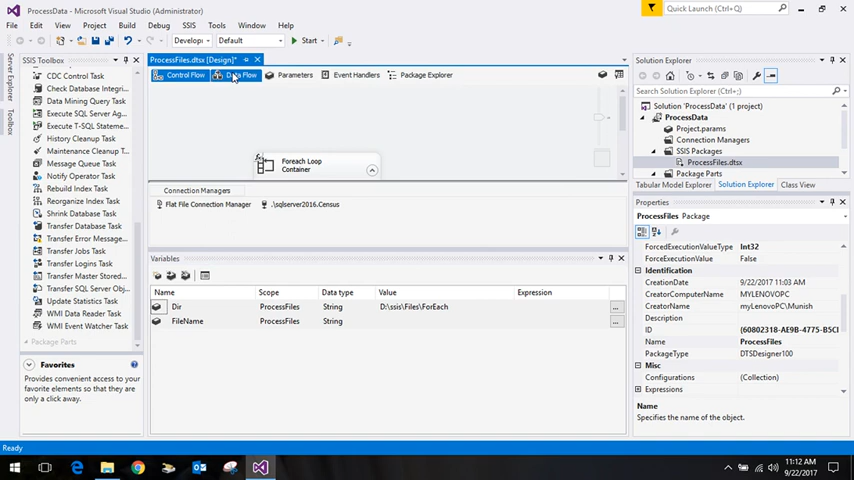 ProcessData - Microsoft Visual Studio (Administrator)
Quick Launch (Ctrl+Q)
File Edit View Project Build Debug SSIS Tools Window Help
Develop Default Start
Server Explorer
Toolbox
SSIS Toolbox
CDC Control Task
Check Database Integri...
Data Mining Query Task
Execute SQL Server Ag...
Execute T-SQL Stateme...
History Cleanup Task
Maintenance Cleanup T...
Message Queue Task
Notify Operator Task
Rebuild Index Task
Reorganize Index Task
Shrink Database Task
Transfer Database Task
Transfer Error Message...
Transfer Jobs Task
Transfer Logins Task
Transfer Master Stored...
Transfer SQL Server Obj...
Update Statistics Task
WMI Data Reader Task
WMI Event Watcher Task
Package Parts
Favorites
Provides convenient access to your
favorite elements so that they are
only a click away.
ProcessFiles.dtsx [Design]*
Control Flow Data Flow Parameters Event Handlers Package Explorer
Foreach Loop
Container
Connection Managers
Flat File Connection Manager .\sqlserver2016.Census
Variables
Name Scope Data type Value Expression
Dir ProcessFiles String D:\ssis\Files\ForEach ...
FileName ProcessFiles String ...
Solution Explorer
Search Solution Explorer (Ctrl+;)
Solution 'ProcessData' (1 project)
ProcessData
Project.params
Connection Managers
SSIS Packages
ProcessFiles.dtsx
Package Parts
Tabular Model Explorer Solution Explorer Class View
Properties
ProcessFiles Package
ForcedExecutionValueType Int32
ForceExecutionValue False
Identification
CreationDate 9/22/2017 11:03 AM
CreatorComputerName MYLENOVOPC
CreatorName myLenovoPC\Munish
Description
ID {60802318-AE9B-4775-B5CI
Name ProcessFiles
PackageType DTSDesigner100
Misc
Configurations (Collection)
Expressions
Name
Specifies the name of the object.
Ready
11:12 AM
9/22/2017